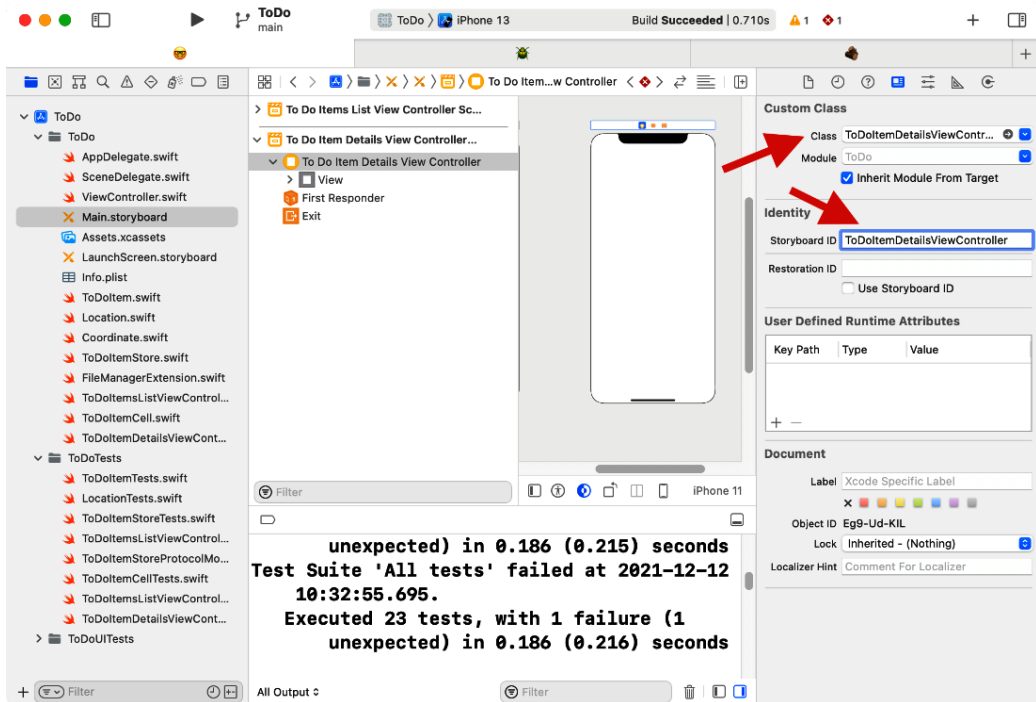 ToDo
main
ToDo
iPhone 13
Build Succeeded | 0.710s
1
1
To Do Item...w Controller
ToDo
ToDo
AppDelegate.swift
SceneDelegate.swift
ViewController.swift
Main.storyboard
Assets.xcassets
LaunchScreen.storyboard
Info.plist
ToDoItem.swift
Location.swift
Coordinate.swift
ToDoItemStore.swift
FileManagerExtension.swift
ToDoItemsListViewControl...
ToDoItemCell.swift
ToDoItemDetailsViewCont...
ToDoTests
ToDoItemTests.swift
LocationTests.swift
ToDoItemStoreTests.swift
ToDoItemsListViewControl...
ToDoItemStoreProtocolMo...
ToDoItemCellTests.swift
ToDoItemsListViewControl...
ToDoItemDetailsViewCont...
ToDoUITests
Filter
To Do Items List View Controller Sc...
To Do Item Details View Controller...
To Do Item Details View Controller
View
First Responder
Exit
Filter
iPhone 11
unexpected) in 0.186 (0.215) seconds
Test Suite 'All tests' failed at 2021-12-12
10:32:55.695.
Executed 23 tests, with 1 failure (1
unexpected) in 0.186 (0.216) seconds
All Output
Filter
Custom Class
Class ToDoItemDetailsViewContr...
Module ToDo
Inherit Module From Target
Identity
Storyboard ID ToDoItemDetailsViewController
Restoration ID
Use Storyboard ID
User Defined Runtime Attributes
Key Path Type Value
Document
Label Xcode Specific Label
Object ID Eg9-Ud-KIL
Lock Inherited - (Nothing)
Localizer Hint Comment For Localizer